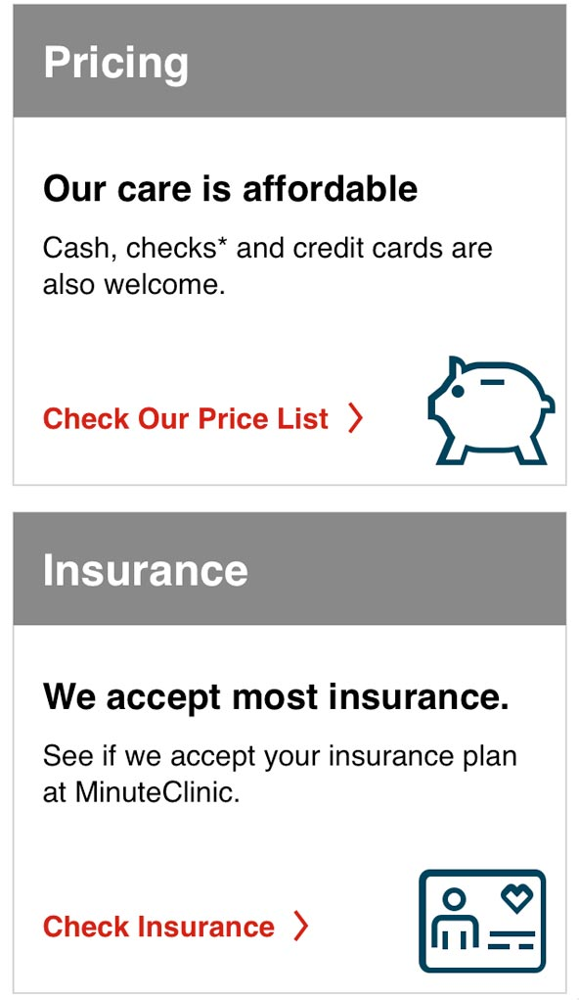 Pricing
Our care is affordable
Cash, checks* and credit cards are
also welcome.
Check Our Price List
Insurance
We accept most insurance.
See if we accept your insurance plan
at MinuteClinic.
Check Insurance